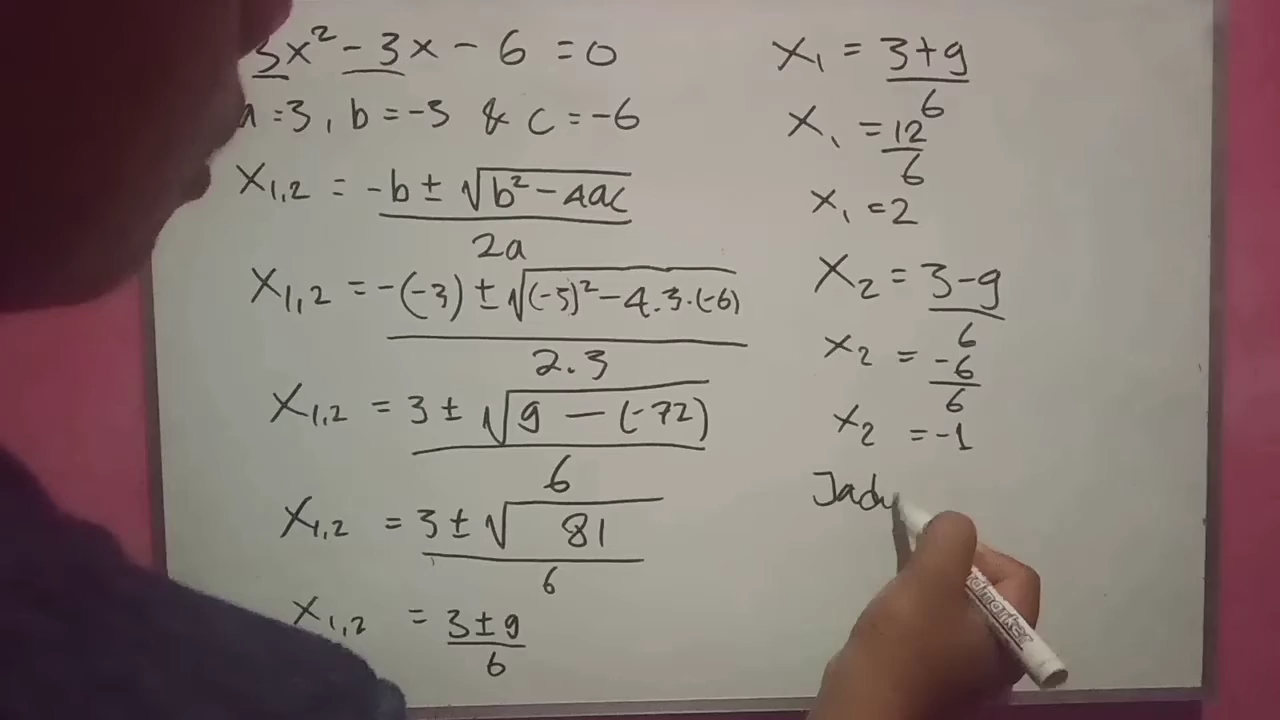 3x² - 3x - 6 = 0
a = 3, b = -3 & c = -6
X₁,₂ = -b ± √(b² - 4ac) / 2a
X₁,₂ = -(-3) ± √((-3)² - 4.3.(-6)) / 2.3
X₁,₂ = 3 ± √(9 - (-72)) / 6
X₁,₂ = 3 ± √81 / 6
X₁,₂ = 3 ± 9 / 6
X₁ = 3+9 / 6
X₁ = 12 / 6
X₁ = 2
X₂ = 3-9 / 6
X₂ = -6 / 6
X₂ = -1
Jadi